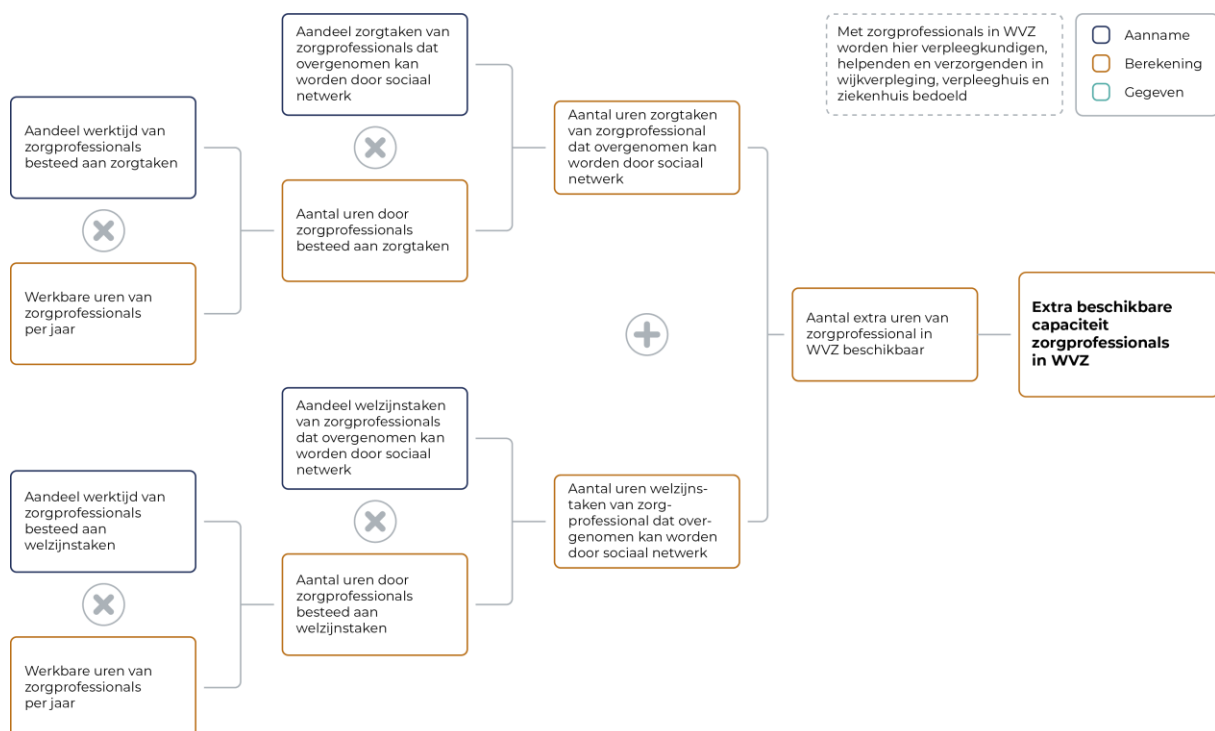 Aandeel zorgtaken van
zorgprofessionals dat
overgenomen kan
worden door sociaal
netwerk
Met zorgprofessionals in WVZ
worden hier verpleegkundigen,
helpenden en verzorgenden in
wijkverpleging, verpleeghuis en
ziekenhuis bedoeld
Aanname
Berekening
Gegeven
Aandeel werktijd van
zorgprofessionals
besteed aan zorgtaken
Aantal uren zorgtaken
van zorgprofessional
dat overgenomen kan
worden door sociaal
netwerk
Aantal uren door
zorgprofessionals
besteed aan zorgtaken
Werkbare uren van
zorgprofessionals
per jaar
Aantal extra uren van
zorgprofessional in
WVZ beschikbaar
Extra beschikbare
capaciteit
zorgprofessionals
in WVZ
Aandeel welzijnstaken
van zorgprofessionals
dat overgenomen kan
worden door sociaal
netwerk
Aandeel werktijd van
zorgprofessionals
besteed aan
welzijnstaken
Aantal uren welzijns-
taken van zorg-
professional dat over-
genomen kan worden
door sociaal netwerk
Aantal uren door
zorgprofessionals
besteed aan
welzijnstaken
Werkbare uren van
zorgprofessionals
per jaar